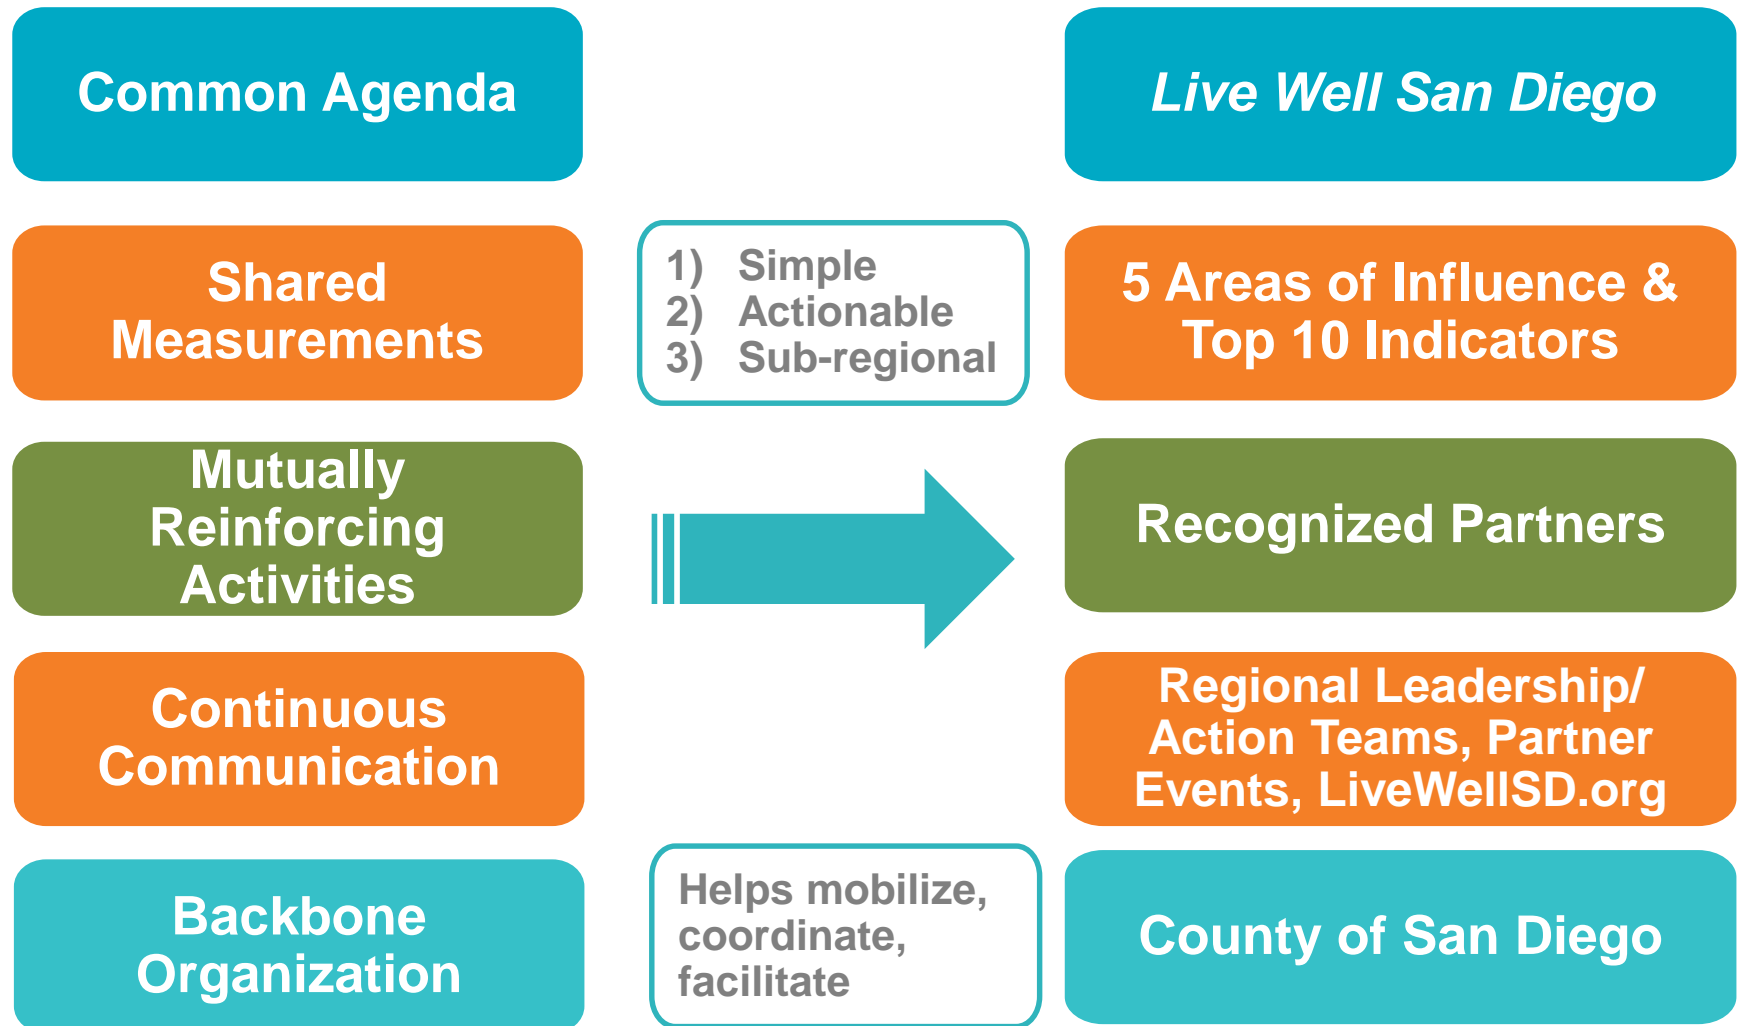 Common Agenda
Live Well San Diego
Shared
Measurements
1) Simple
2) Actionable
3) Sub-regional
5 Areas of Influence &
Top 10 Indicators
Mutually
Reinforcing
Activities
Recognized Partners
Continuous
Communication
Regional Leadership/
Action Teams, Partner
Events, LiveWellSD.org
Backbone
Organization
Helps mobilize,
coordinate,
facilitate
County of San Diego